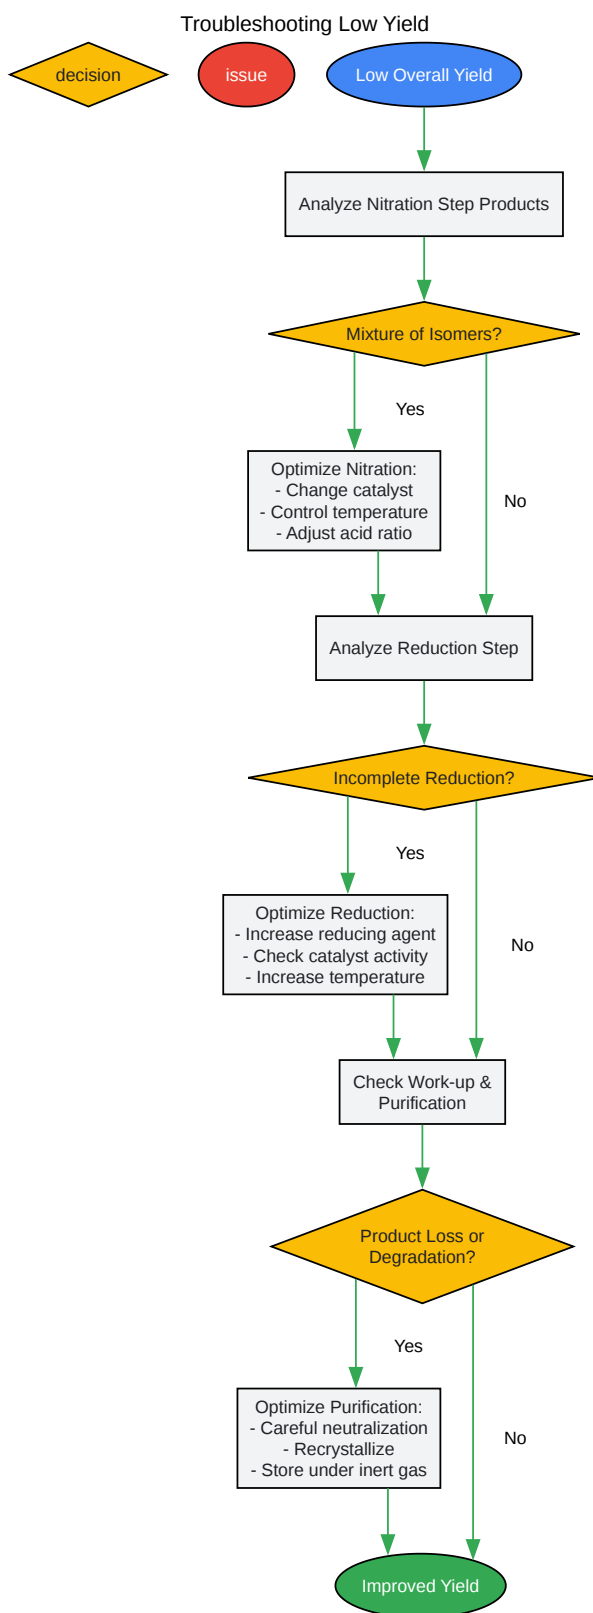 Troubleshooting Low Yield
decision
issue
Low Overall Yield
Analyze Nitration Step Products
Mixture of Isomers?
Yes
Optimize Nitration:
- Change catalyst
- Control temperature
- Adjust acid ratio
No
Analyze Reduction Step
Incomplete Reduction?
Yes
Optimize Reduction:
- Increase reducing agent
- Check catalyst activity
- Increase temperature
No
Check Work-up &
Purification
Product Loss or
Degradation?
Yes
Optimize Purification:
- Careful neutralization
- Recrystallize
- Store under inert gas
No
Improved Yield